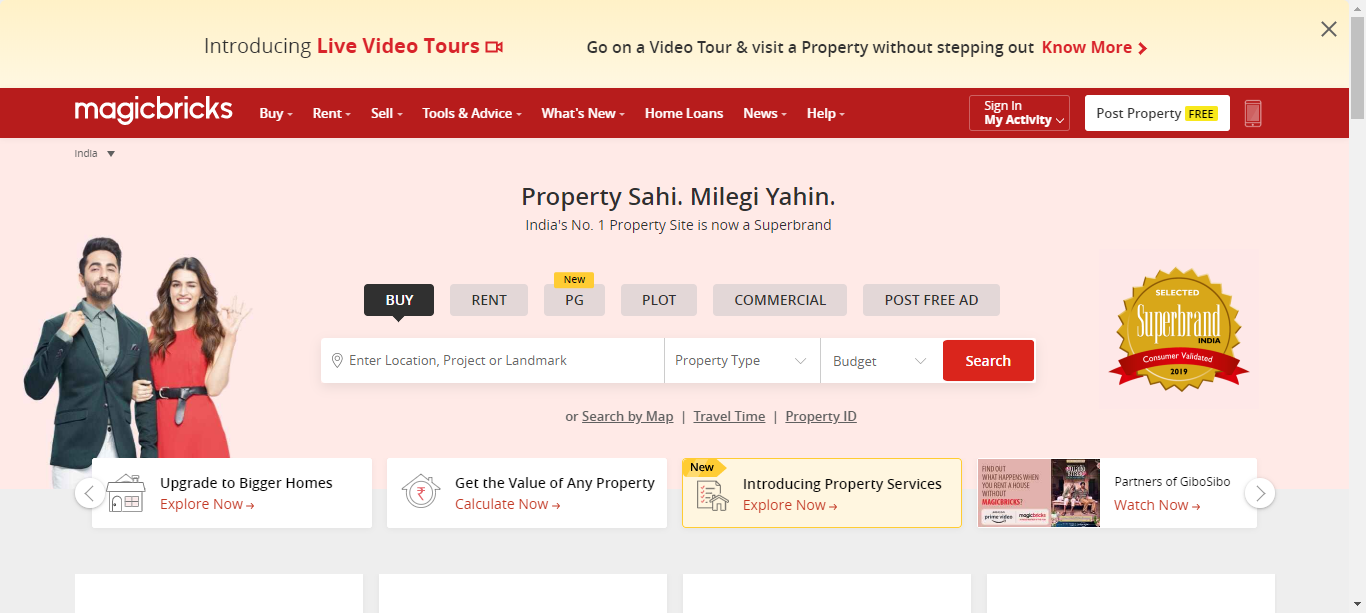 Introducing Live Video Tours
Go on a Video Tour & visit a Property without stepping out Know More
magicbricks
Buy
Rent
Sell
Tools & Advice
What's New
Home Loans
News
Help
Sign In
My Activity
Post Property FREE
India
Property Sahi. Milegi Yahin.
India's No. 1 Property Site is now a Superbrand
New
BUY
RENT
PG
PLOT
COMMERCIAL
POST FREE AD
Enter Location, Project or Landmark
Property Type
Budget
Search
or Search by Map | Travel Time | Property ID
SELECTED
Superbrand
INDIA
Consumer Validated
2019
Upgrade to Bigger Homes
Explore Now →
₹
Get the Value of Any Property
Calculate Now →
New
Introducing Property Services
Explore Now →
FIND OUT
WHAT HAPPENS WHEN
YOU RENT A HOUSE
WITHOUT
MAGICBRICKS?
prime video
magicbricks
Partners of GiboSibo
Watch Now →